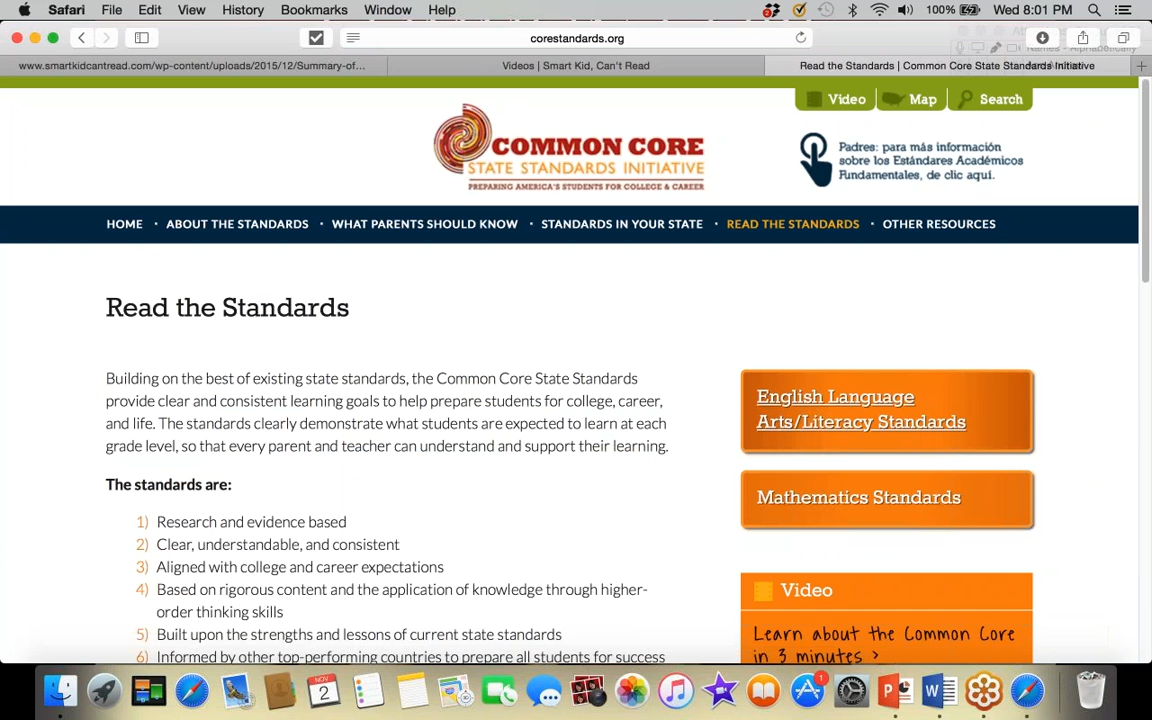 Safari File Edit View History Bookmarks Window Help 2 100% Wed 8:01 PM
corestandards.org
www.smartkidcantread.com/wp-content/uploads/2015/12/Summary-of... Videos | Smart Kid, Can't Read Read the Standards | Common Core State Standards Initiative
Video Map Search
COMMON CORE
STATE STANDARDS INITIATIVE
PREPARING AMERICA'S STUDENTS FOR COLLEGE & CAREER
Padres: para más información
sobre los Estándares Académicos
Fundamentales, de clic aquí.
HOME · ABOUT THE STANDARDS · WHAT PARENTS SHOULD KNOW · STANDARDS IN YOUR STATE · READ THE STANDARDS · OTHER RESOURCES
Read the Standards
Building on the best of existing state standards, the Common Core State Standards
provide clear and consistent learning goals to help prepare students for college, career,
and life. The standards clearly demonstrate what students are expected to learn at each
grade level, so that every parent and teacher can understand and support their learning.
The standards are:
1) Research and evidence based
2) Clear, understandable, and consistent
3) Aligned with college and career expectations
4) Based on rigorous content and the application of knowledge through higher-
order thinking skills
5) Built upon the strengths and lessons of current state standards
6) Informed by other top-performing countries to prepare all students for success
English Language
Arts/Literacy Standards
Mathematics Standards
Video
Learn about the Common Core
in 3 minutes >
NOV
2
1
P W